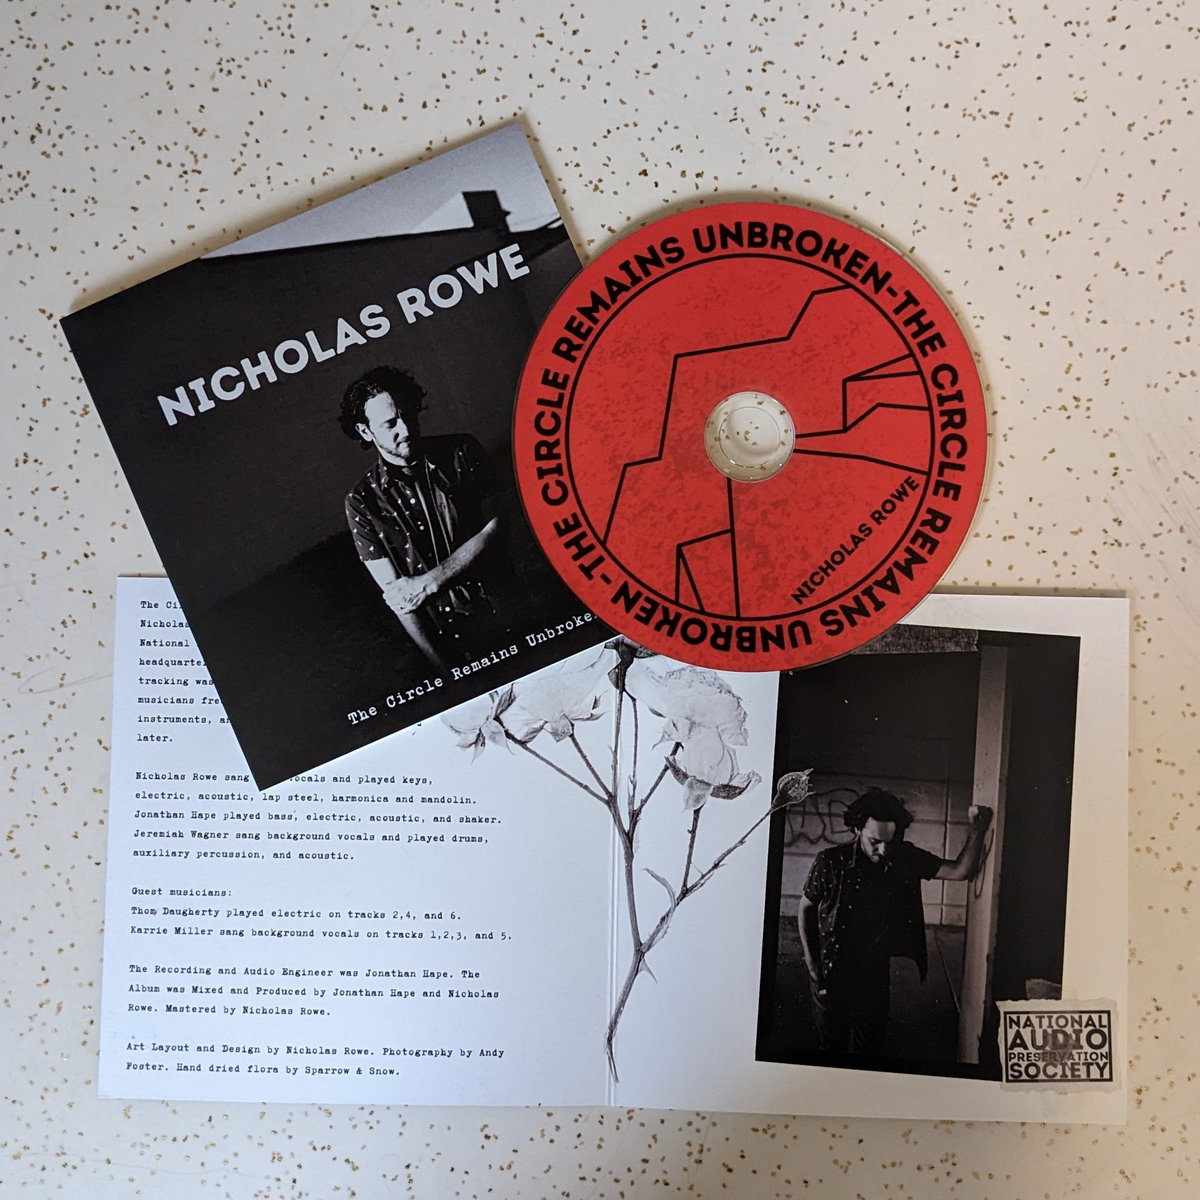 NICHOLAS ROWE
The Circle Remains Unbroke
THE CIRCLE REMAINS UNBROKEN-THE CIRCLE REMAINS UNBROKEN-
NICHOLAS ROWE
The
Nicholas
National
tracking was
musicians
instruments,
later.
Nicholas Rowe sang vocals and played keys,
electric, acoustic, lap steel, harmonica and mandolin.
Jonathan Hape played bass, electric, acoustic, and shaker.
Jeremiah Wagner sang background vocals and played drums,
auxiliary percussion, and acoustic.
Guest musicians:
Thom Daugherty played electric on tracks 2,4, and 6.
Karrie Miller sang background vocals on tracks 1,2,3, and 5.
The Recording and Audio Engineer was Jonathan Hape. The
Album was Mixed and Produced by Jonathan Hape and Nicholas
Rowe. Mastered by Nicholas Rowe.
Art Layout and Design by Nicholas Rowe. Photography by Andy
Foster. Hand dried flora by Sparrow & Snow.
NATIONAL
AUDIO
PRESERVATION
SOCIETY